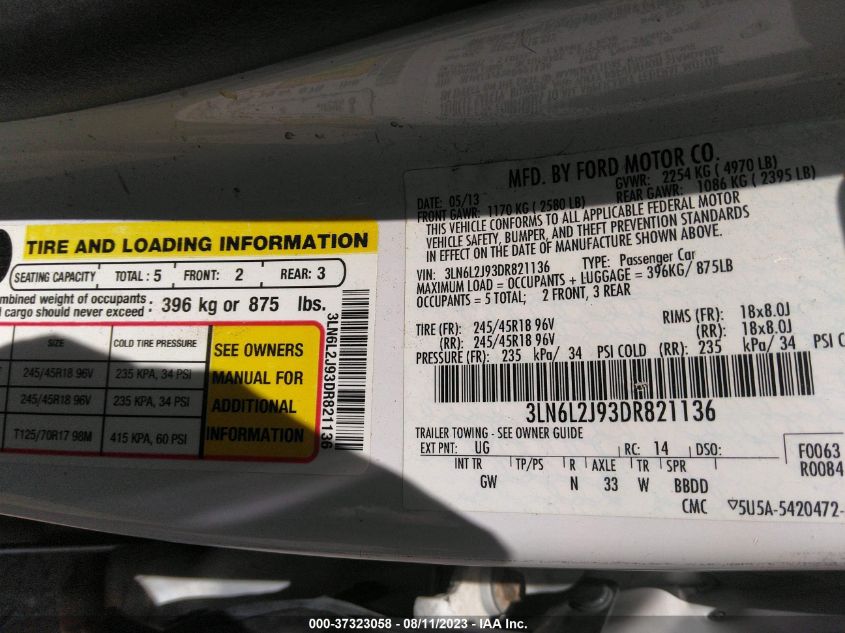 TIRE AND LOADING INFORMATION
SEATING CAPACITY TOTAL : 5 FRONT: 2 REAR: 3
mbined weight of occupants
cargo should never exceed : 396 kg or 875 lbs.
SIZE COLD TIRE PRESSURE
245/45R18 96V 235 KPA, 34 PSI
245/45R18 96V 235 KPA, 34 PSI
T125/70R17 98M 415 KPA, 60 PSI
SEE OWNERS
MANUAL FOR
ADDITIONAL
INFORMATION
3LN6L2J93DR821136
MFD. BY FORD MOTOR CO.
DATE: 05/13 GVWR: 2254 KG ( 4970 LB)
FRONT GAWR: 1170 KG ( 2580 LB) REAR GAWR: 1086 KG ( 2395 LB)
THIS VEHICLE CONFORMS TO ALL APPLICABLE FEDERAL MOTOR
VEHICLE SAFETY, BUMPER, AND THEFT PREVENTION STANDARDS
IN EFFECT ON THE DATE OF MANUFACTURE SHOWN ABOVE.
VIN: 3LN6L2J93DR821136 TYPE: Passenger Car
MAXIMUM LOAD = OCCUPANTS + LUGGAGE = 396KG/ 875LB
OCCUPANTS = 5 TOTAL; 2 FRONT, 3 REAR
TIRE (FR): 245/45R18 96V RIMS (FR): 18x8.0J
(RR): 245/45R18 96V (RR): 18x8.0J
PRESSURE (FR): 235 kPa/ 34 PSI COLD (RR): 235 kPa/ 34 PSI C
3LN6L2J93DR821136
TRAILER TOWING - SEE OWNER GUIDE
EXT PNT: UG RC: 14 DSO: F0063
R0084
INT TR TP/PS R AXLE TR SPR
GW N 33 W BBDD
CMC ▽5U5A-5420472-
000-37323058 - 08/11/2023 - IAA Inc.